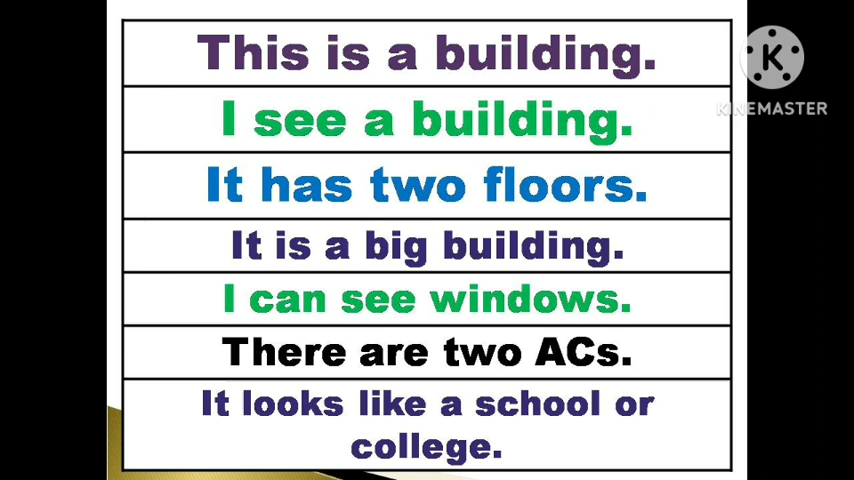 This is a building.
I see a building.
It has two floors.
It is a big building.
I can see windows.
There are two ACs.
It looks like a school or
college.
K
KINEMASTER